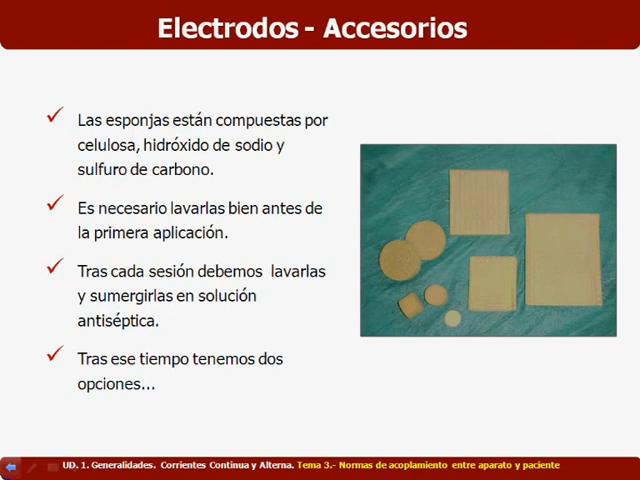 Electrodos - Accesorios
Las esponjas están compuestas por
celulosa, hidróxido de sodio y
sulfuro de carbono.
Es necesario lavarlas bien antes de
la primera aplicación.
Tras cada sesión debemos lavarlas
y sumergirlas en solución
antiséptica.
Tras ese tiempo tenemos dos
opciones...
UD. 1. Generalidades. Corrientes Continua y Alterna. Tema 3.- Normas de acoplamiento entre aparato y paciente